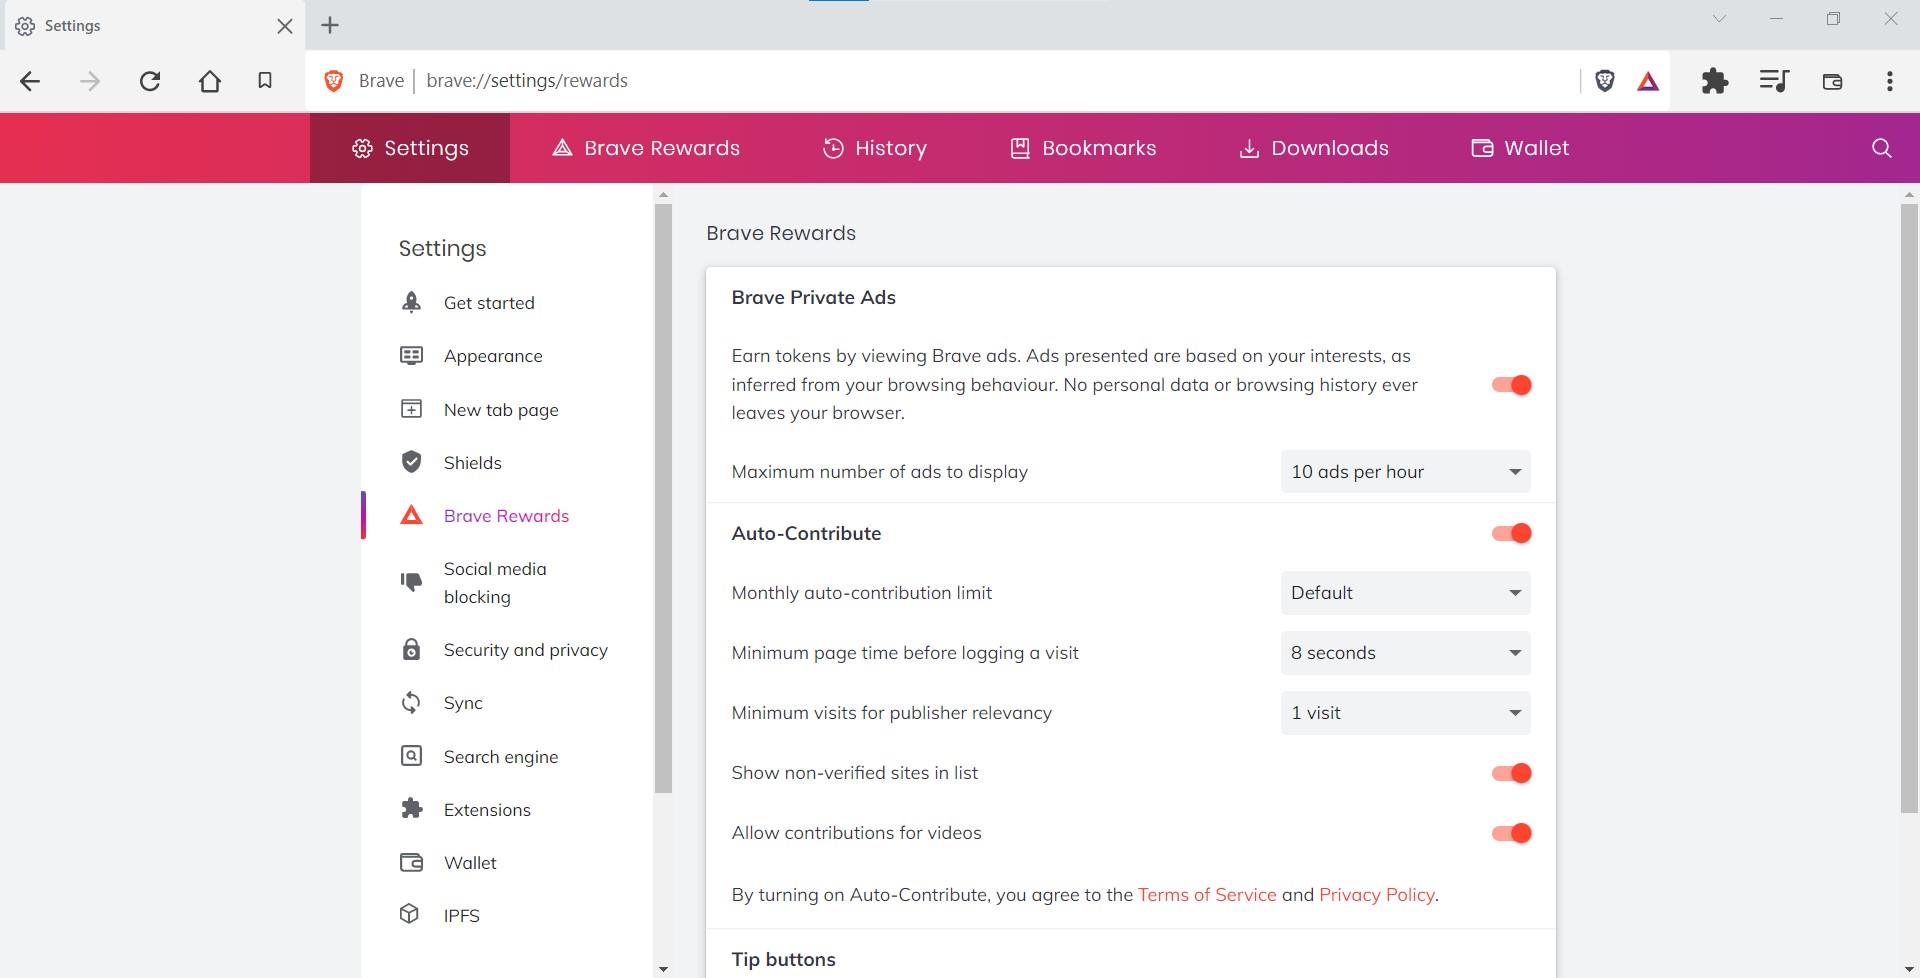 Settings
Brave
brave://settings/rewards
Settings
Brave Rewards
History
Bookmarks
Downloads
Wallet
Settings
Get started
Appearance
New tab page
Shields
Brave Rewards
Social media
blocking
Security and privacy
Sync
Search engine
Extensions
Wallet
IPFS
Brave Rewards
Brave Private Ads
Earn tokens by viewing Brave ads. Ads presented are based on your interests, as
inferred from your browsing behaviour. No personal data or browsing history ever
leaves your browser.
Maximum number of ads to display
10 ads per hour
Auto-Contribute
Monthly auto-contribution limit
Default
Minimum page time before logging a visit
8 seconds
Minimum visits for publisher relevancy
1 visit
Show non-verified sites in list
Allow contributions for videos
By turning on Auto-Contribute, you agree to the Terms of Service and Privacy Policy.
Tip buttons